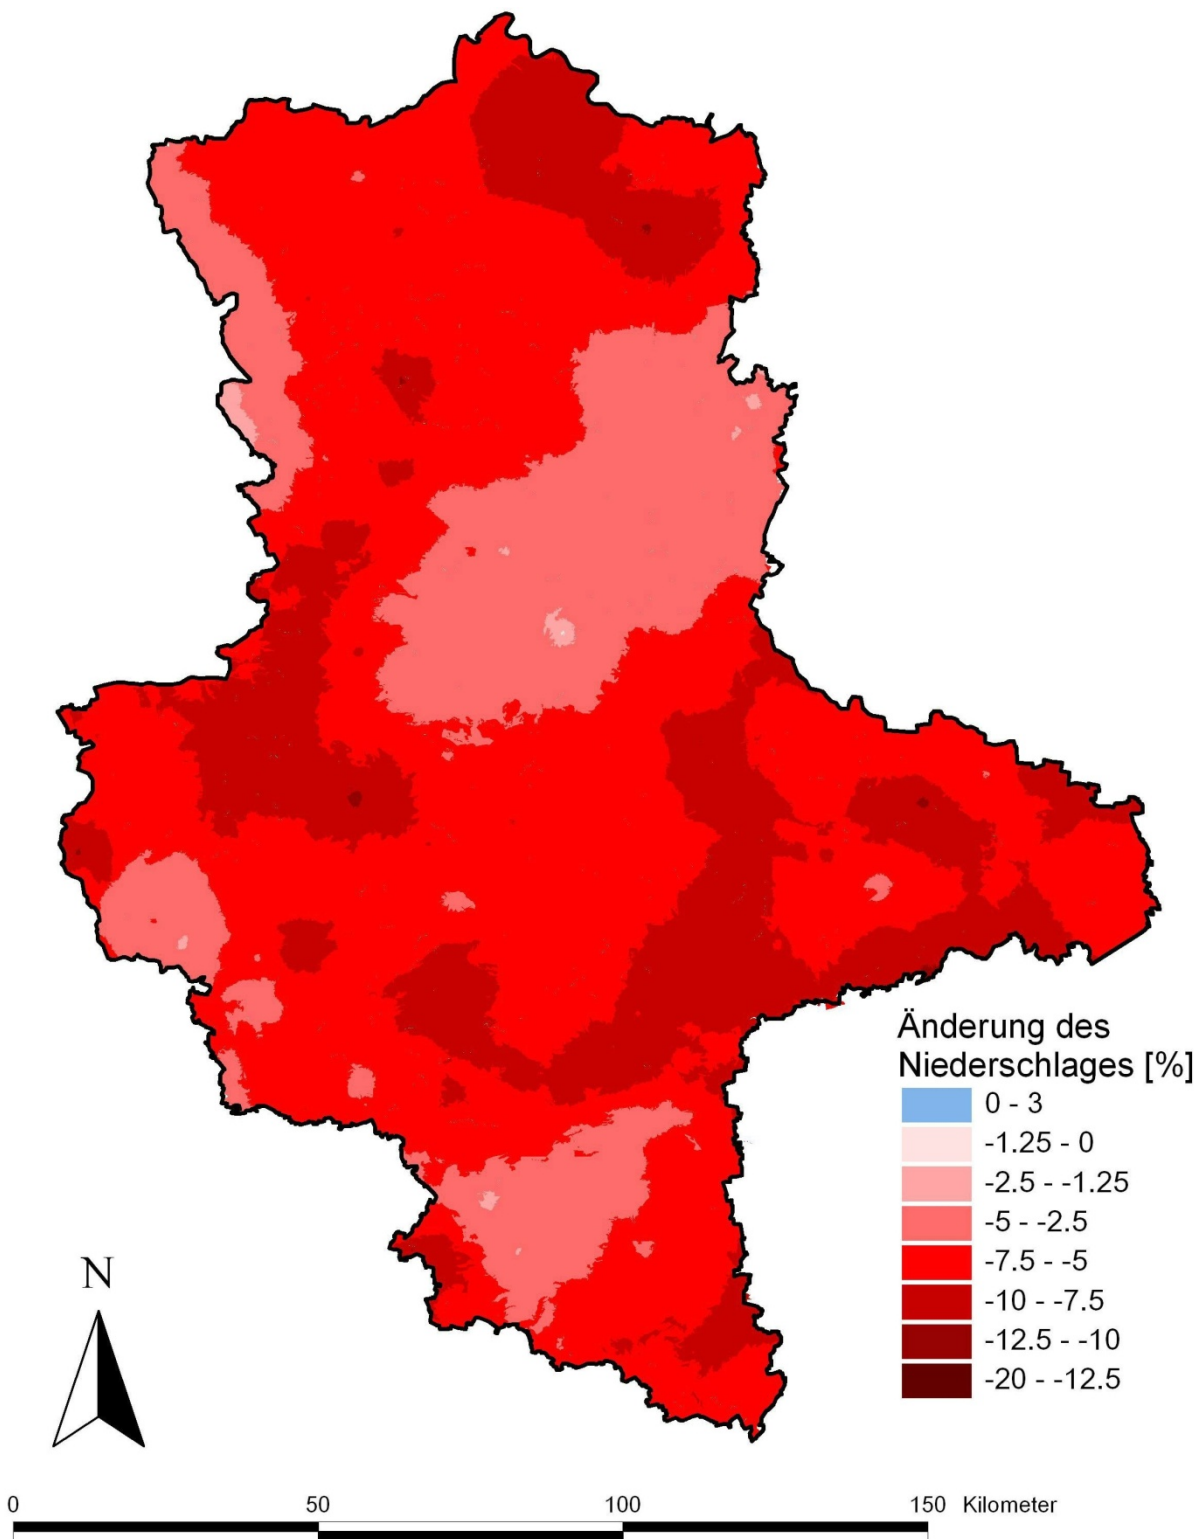 Änderung des
Niederschlages [%]
0 - 3
-1.25 - 0
-2.5 - -1.25
-5 - -2.5
-7.5 - -5
-10 - -7.5
-12.5 - -10
-20 - -12.5
N
0 50 100 150 Kilometer